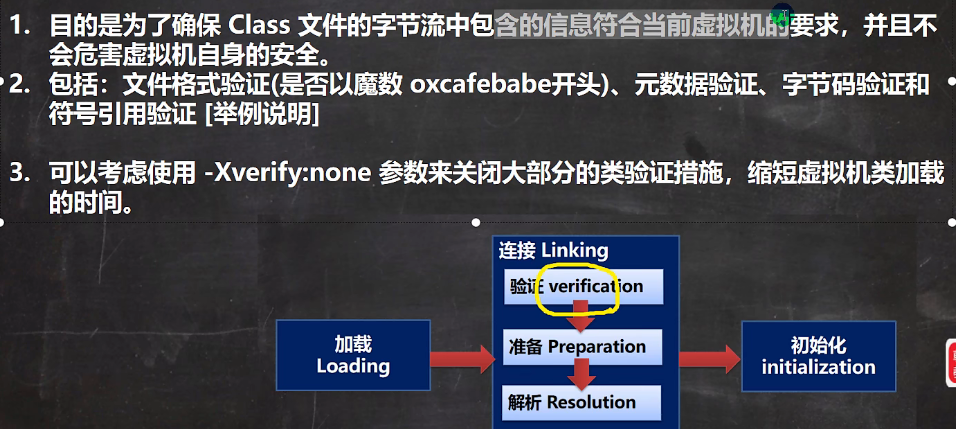 1. 目的是为了确保 Class 文件的字节流中包含的信息符合当前虚拟机的要求，并且不
会危害虚拟机自身的安全。
2. 包括：文件格式验证(是否以魔数 oxcafebabe开头)、元数据验证、字节码验证和
符号引用验证 [举例说明]
3. 可以考虑使用 -Xverify:none 参数来关闭大部分的类验证措施，缩短虚拟机类加载
的时间。
连接 Linking
验证 verification
加载
Loading
准备 Preparation
初始化
initialization
解析 Resolution